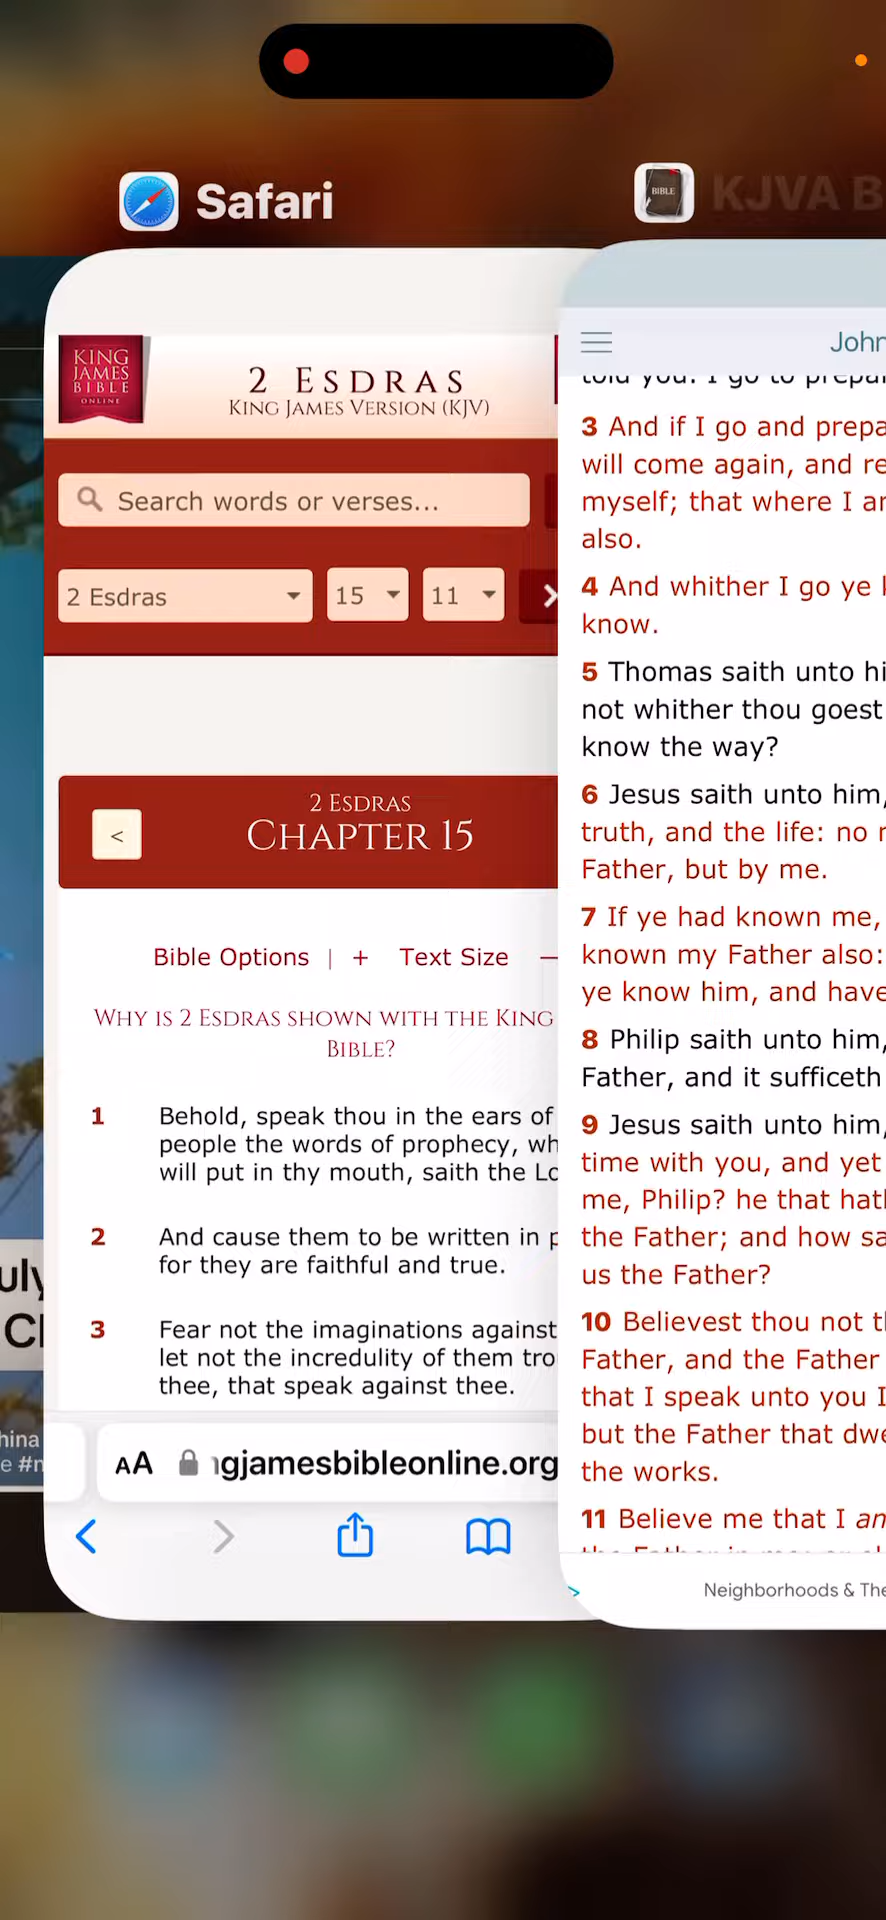 Safari
KJVA B
KING
JAMES
BIBLE
ONLINE
2 ESDRAS
KING JAMES VERSION (KJV)
Search words or verses...
2 Esdras 15 11
2 ESDRAS
CHAPTER 15
<
Bible Options | + Text Size —
WHY IS 2 ESDRAS SHOWN WITH THE KING
BIBLE?
1 Behold, speak thou in the ears of
people the words of prophecy, wh
will put in thy mouth, saith the Lo
2 And cause them to be written in p
for they are faithful and true.
3 Fear not the imaginations against
let not the incredulity of them tro
thee, that speak against thee.
AA gjamesbibleonline.org
BIBLE
John
told you. I go to prepar
3 And if I go and prepa
will come again, and re
myself; that where I ar
also.
4 And whither I go ye k
know.
5 Thomas saith unto hi
not whither thou goest
know the way?
6 Jesus saith unto him,
truth, and the life: no m
Father, but by me.
7 If ye had known me,
known my Father also:
ye know him, and have
8 Philip saith unto him,
Father, and it sufficeth
9 Jesus saith unto him,
time with you, and yet
me, Philip? he that hath
the Father; and how sa
us the Father?
10 Believest thou not th
Father, and the Father
that I speak unto you I
but the Father that dwe
the works.
11 Believe me that I am
Neighborhoods & The
uly
Cl
hina
e #n